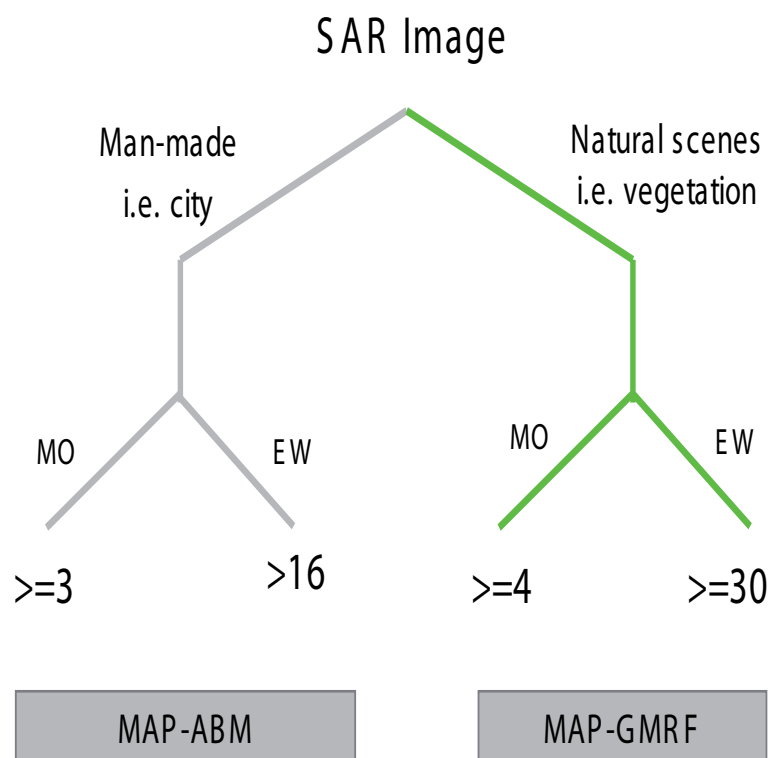 SAR Image
Man-made
i.e. city
Natural scenes
i.e. vegetation
MO
EW
MO
EW
>=3
>16
>=4
>=30
MAP-ABM
MAP-GMRF